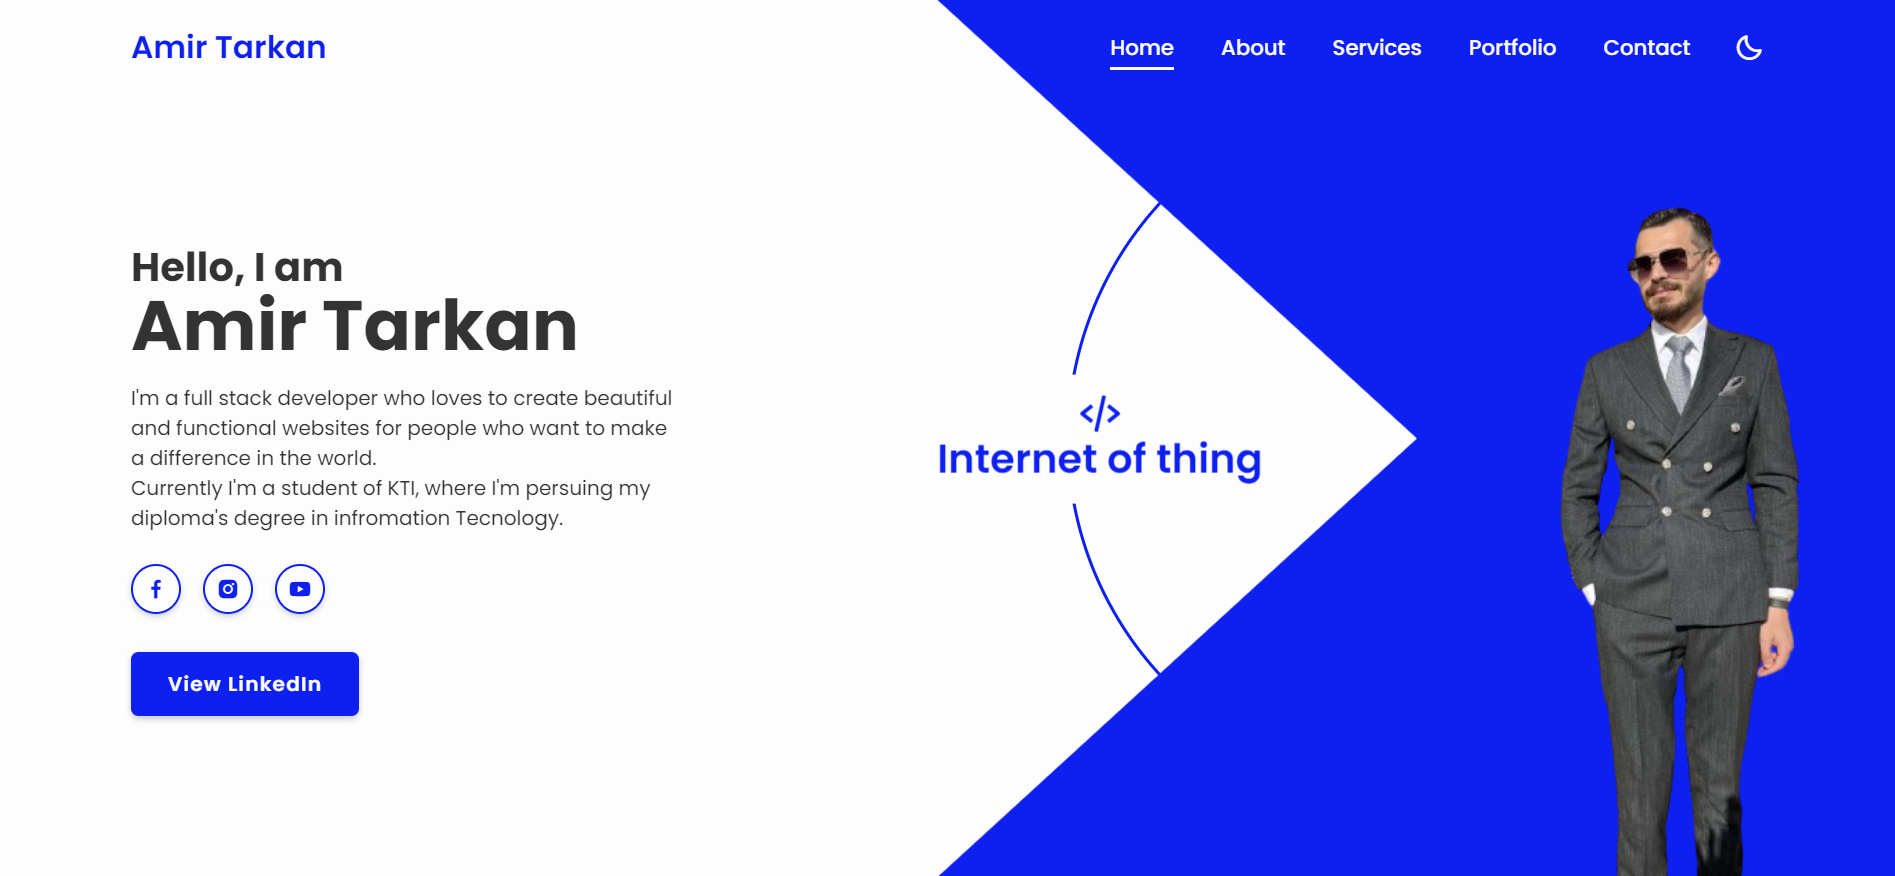 Amir Tarkan
Home About Services Portfolio Contact
Hello, I am
Amir Tarkan
I'm a full stack developer who loves to create beautiful
and functional websites for people who want to make
a difference in the world.
Currently I'm a student of KTI, where I'm persuing my
diploma's degree in infromation Tecnology.
View LinkedIn
</>
Internet of thing